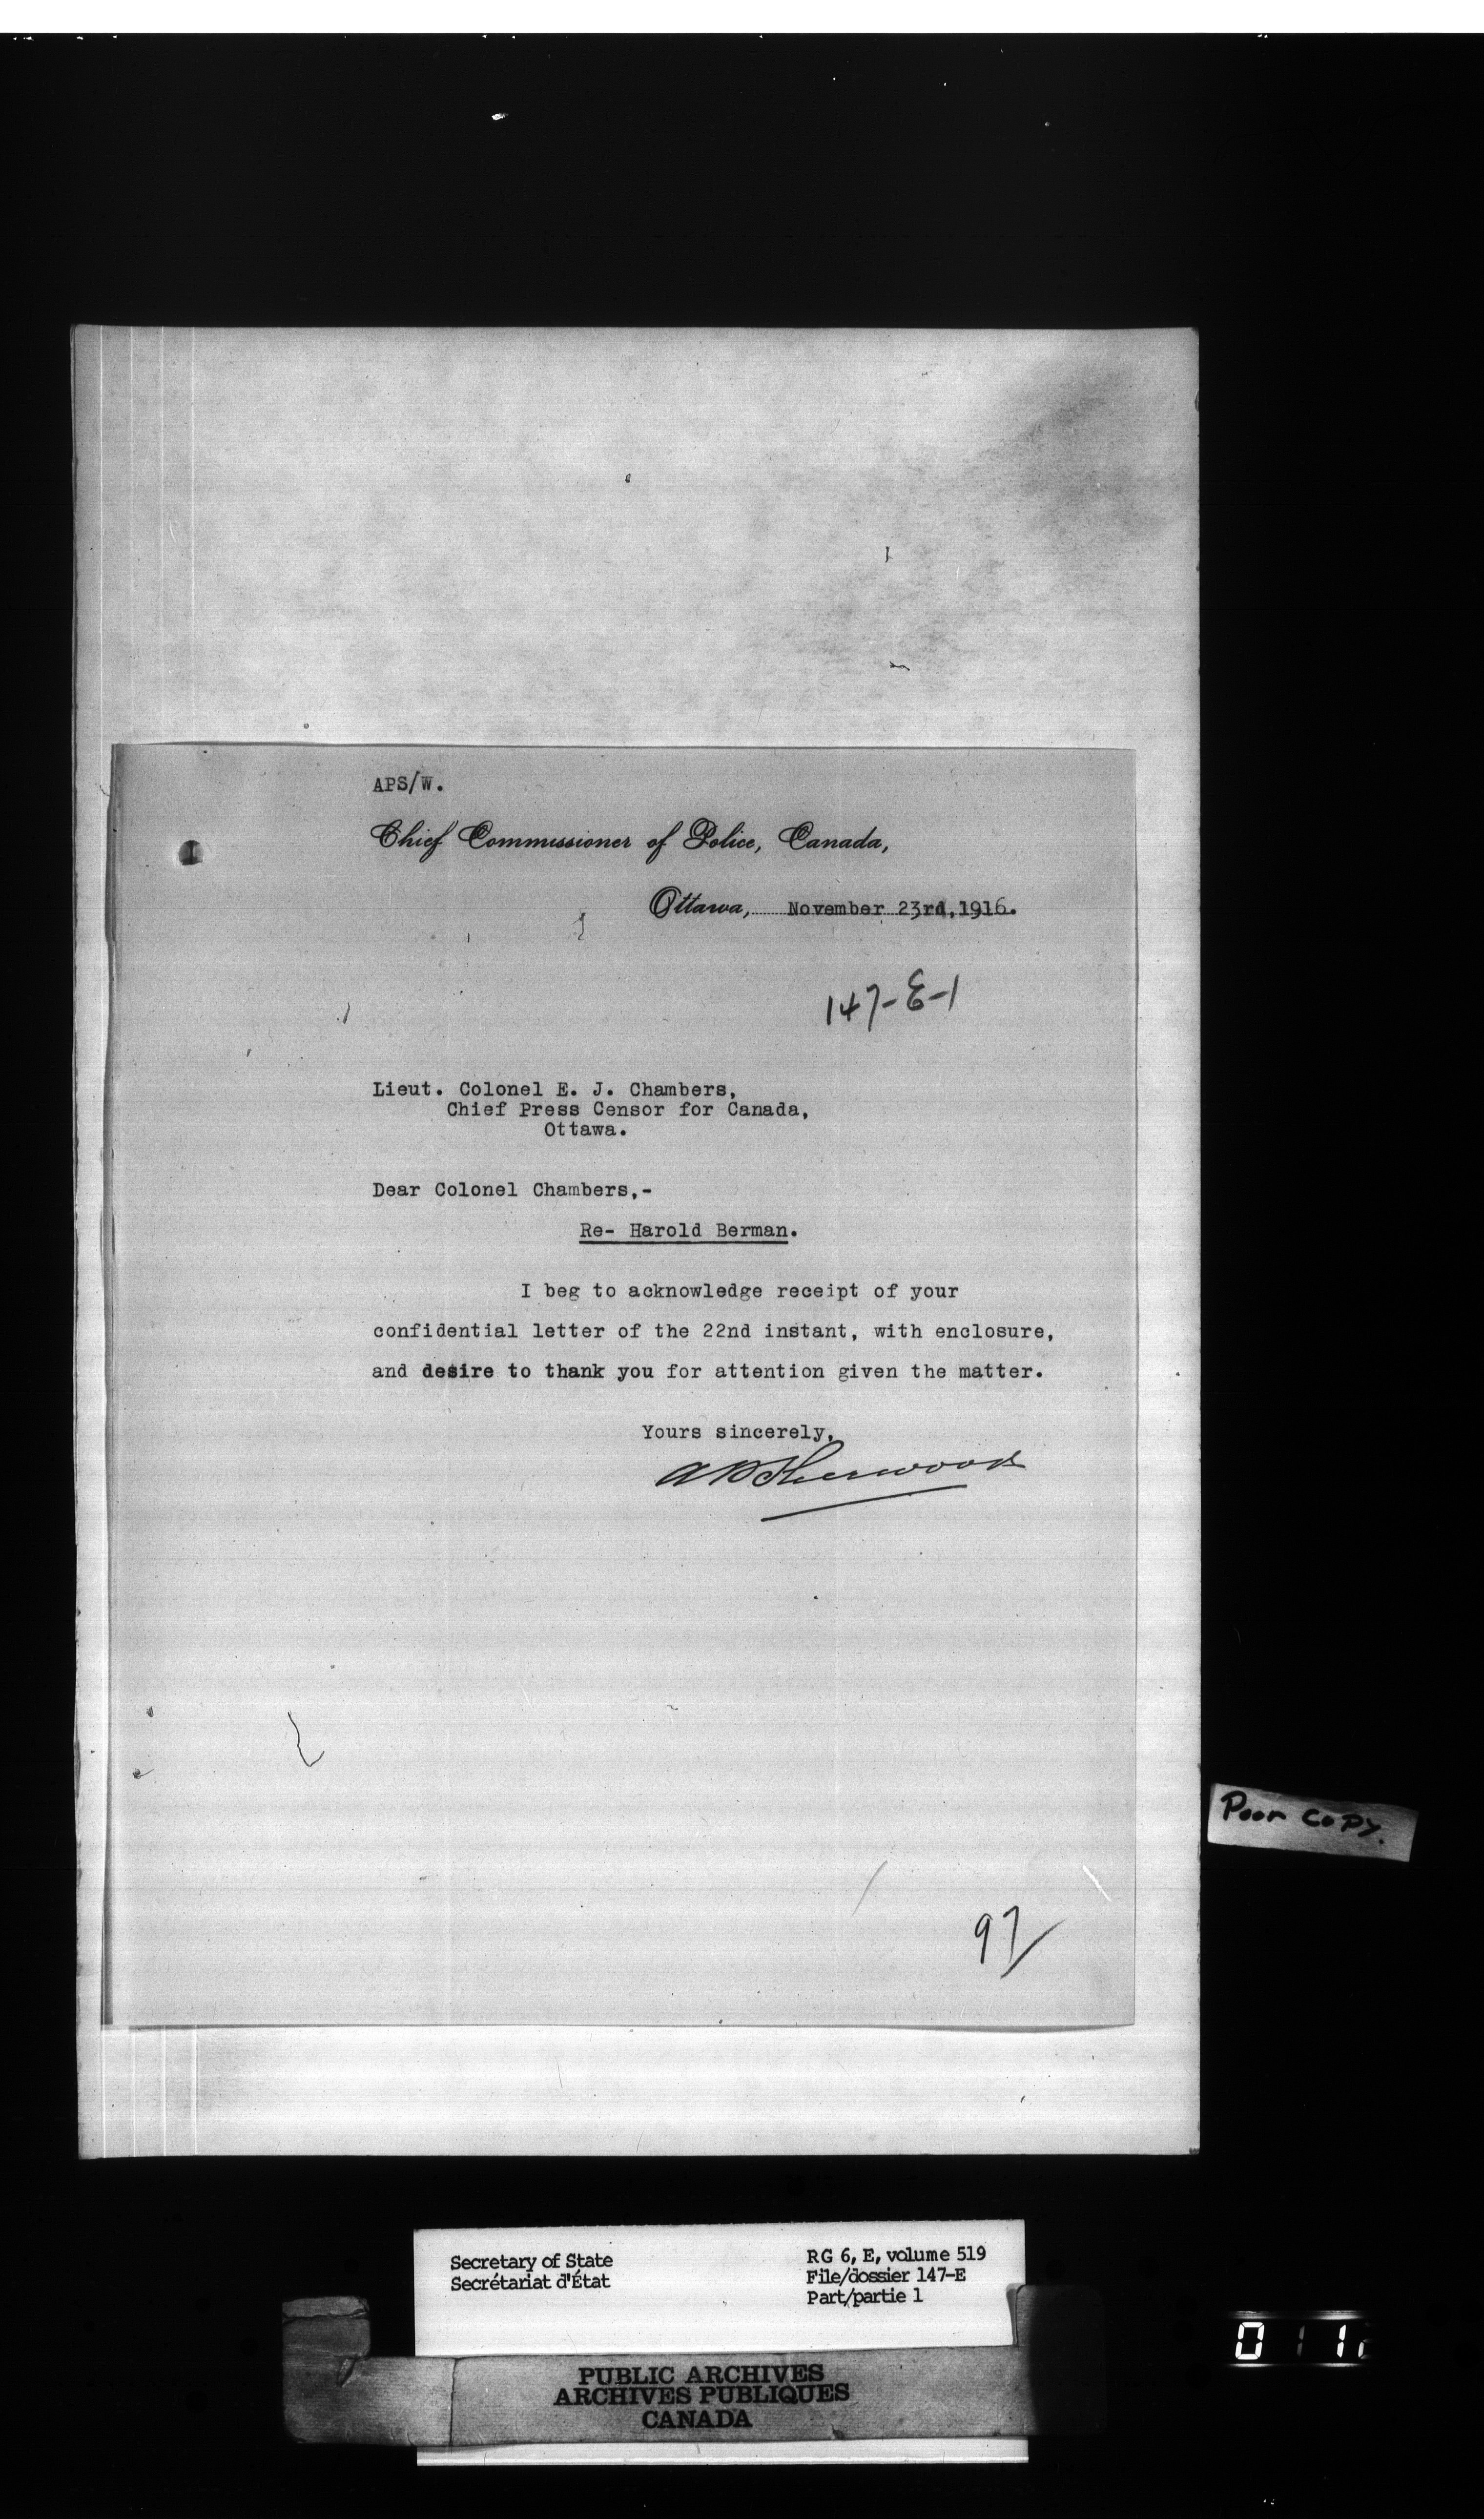 APS/W.
Chief Commissioner of Police, Canada,
Ottawa, November 23rd, 1916.
147-E-1
Lieut. Colonel E. J. Chambers,
Chief Press Censor for Canada,
Ottawa.
Dear Colonel Chambers,-
Re- Harold Berman.
I beg to acknowledge receipt of your
confidential letter of the 22nd instant, with enclosure,
and desire to thank you for attention given the matter.
Yours sincerely,
A P Sherwood
Poor Copy.
97
Secretary of State
Secrétariat d'État
RG 6, E, volume 519
File/dossier 147-E
Part/partie 1
PUBLIC ARCHIVES
ARCHIVES PUBLIQUES
CANADA